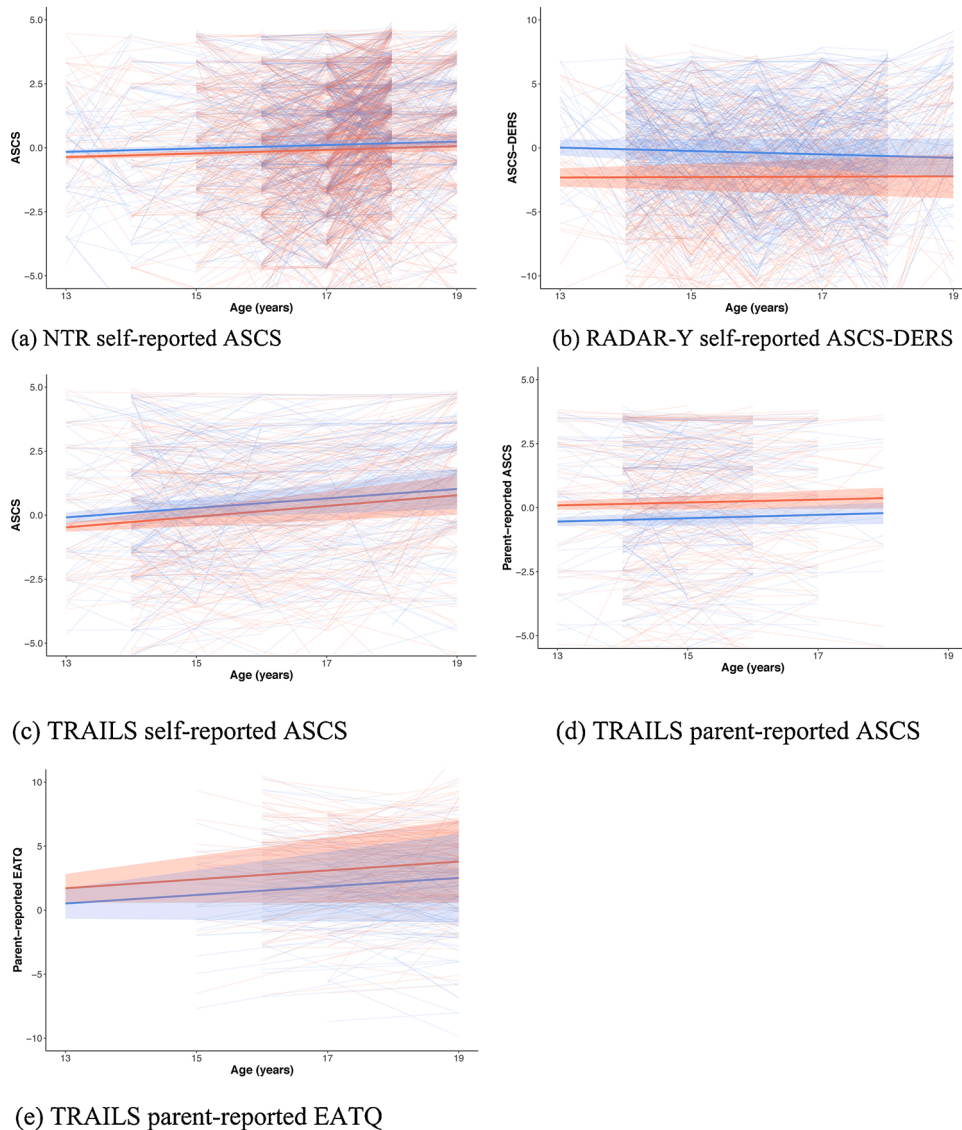 5.0
2.5
0.0
−2.5
−5.0
ASCS
13 15 17 19
Age (years)
(a) NTR self-reported ASCS
10
5
0
−5
−10
ASCS−DERS
13 15 17 19
Age (years)
(b) RADAR-Y self-reported ASCS-DERS
5.0
2.5
0.0
−2.5
−5.0
ASCS
13 15 17 19
Age (years)
(c) TRAILS self-reported ASCS
5.0
2.5
0.0
−2.5
−5.0
Parent−reported ASCS
13 15 17 19
Age (years)
(d) TRAILS parent-reported ASCS
10
5
0
−5
−10
Parent−reported EATQ
13 15 17 19
Age (years)
(e) TRAILS parent-reported EATQ